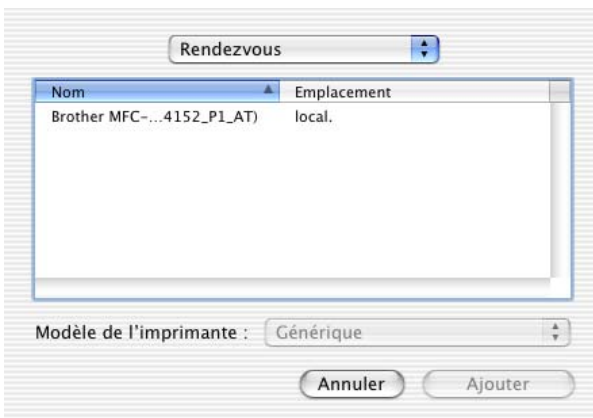 Rendezvous
Nom Emplacement
Brother MFC-...4152_P1_AT) local.
Modèle de l'imprimante : Générique
Annuler Ajouter